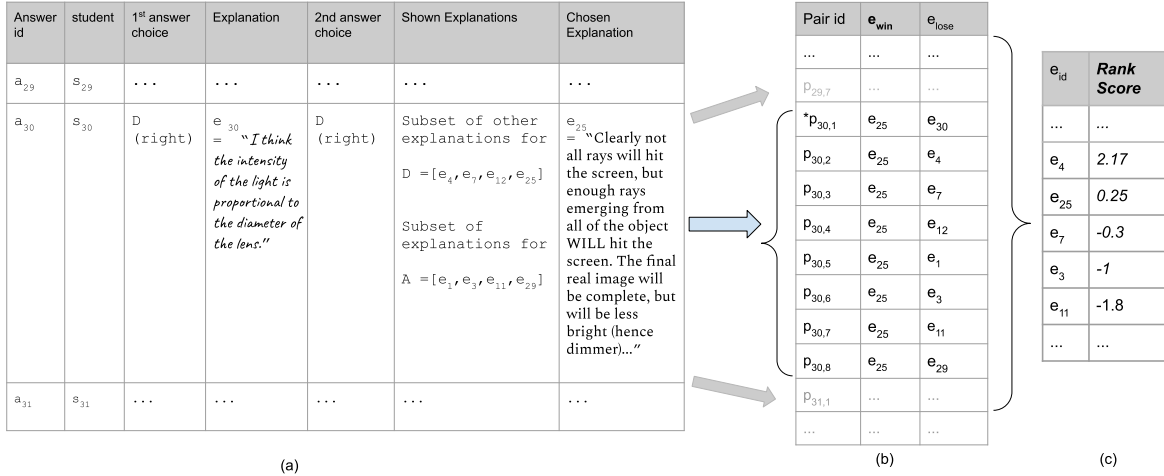 Answer id | student | 1st answer choice | Explanation | 2nd answer choice | Shown Explanations | Chosen Explanation
a29 | s29 | ... | ... | ... | ... | ...
a30 | s30 | D (right) | e30 = "I think the intensity of the light is proportional to the diameter of the lens." | D (right) | Subset of other explanations for D =[e4,e7,e12,e25] Subset of explanations for A =[e1,e3,e11,e29] | e25 = "Clearly not all rays will hit the screen, but enough rays emerging from all of the object WILL hit the screen. The final real image will be complete, but will be less bright (hence dimmer)..."
a31 | s31 | ... | ... | ... | ... | ...
(a)
Pair id | ewin | elose
... | ... | ...
p29,7 | ... | ...
*p30,1 | e25 | e30
p30,2 | e25 | e4
p30,3 | e25 | e7
p30,4 | e25 | e12
p30,5 | e25 | e1
p30,6 | e25 | e3
p30,7 | e25 | e11
p30,8 | e25 | e29
p31,1 | ... | ...
... | ... | ...
(b)
eid | Rank Score
... | ...
e4 | 2.17
e25 | 0.25
e7 | -0.3
e3 | -1
e11 | -1.8
... | ...
(c)